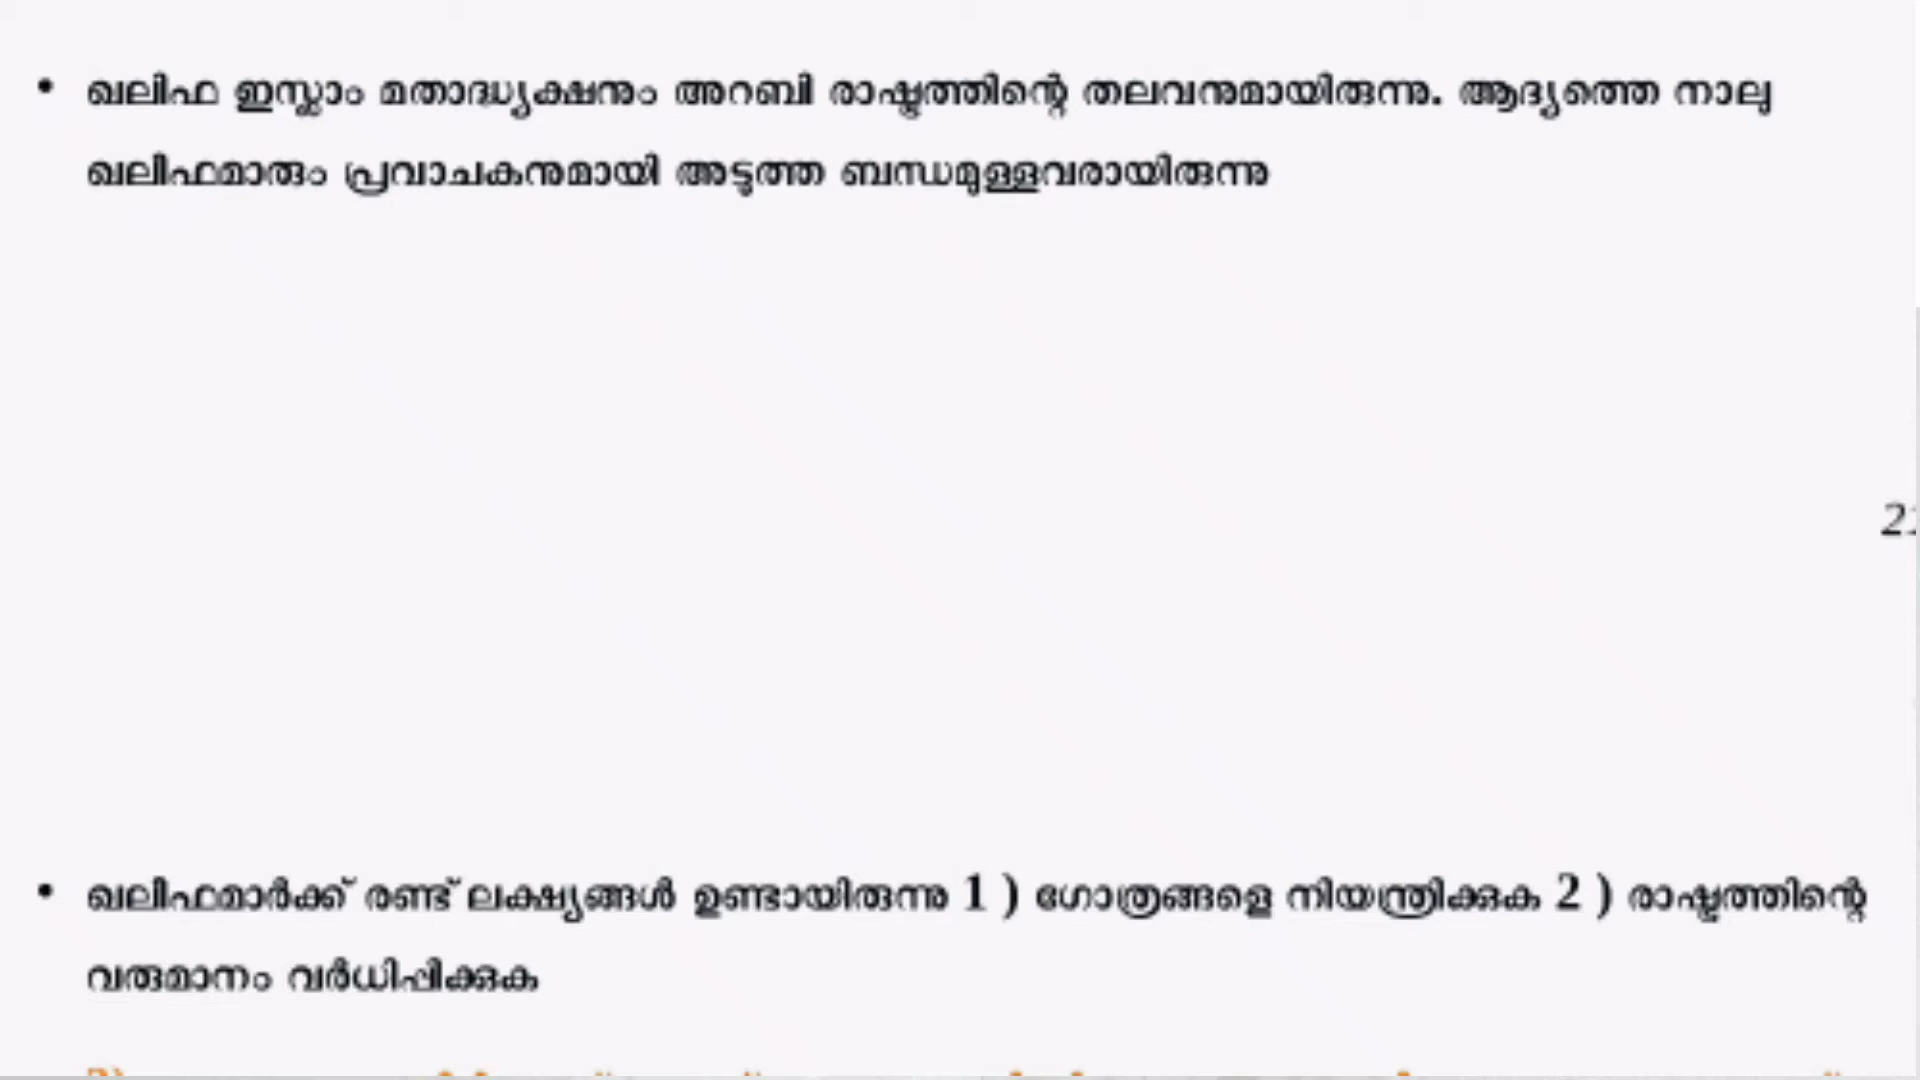 • ഖലിഫ ഇസ്ലാം മതാദ്ധ്യക്ഷനും അറബി രാഷ്ട്രത്തിന്റെ തലവനുമായിരുന്നു. ആദ്യത്തെ നാലു
ഖലിഫമാരും പ്രവാചകനുമായി അടുത്ത ബന്ധമുള്ളവരായിരുന്നു
• ഖലിഫമാർക്ക് രണ്ട് ലക്ഷ്യങ്ങൾ ഉണ്ടായിരുന്നു 1 ) ഗോത്രങ്ങളെ നിയന്ത്രിക്കുക 2 ) രാഷ്ട്രത്തിന്റെ
വരുമാനം വർധിപ്പിക്കുക